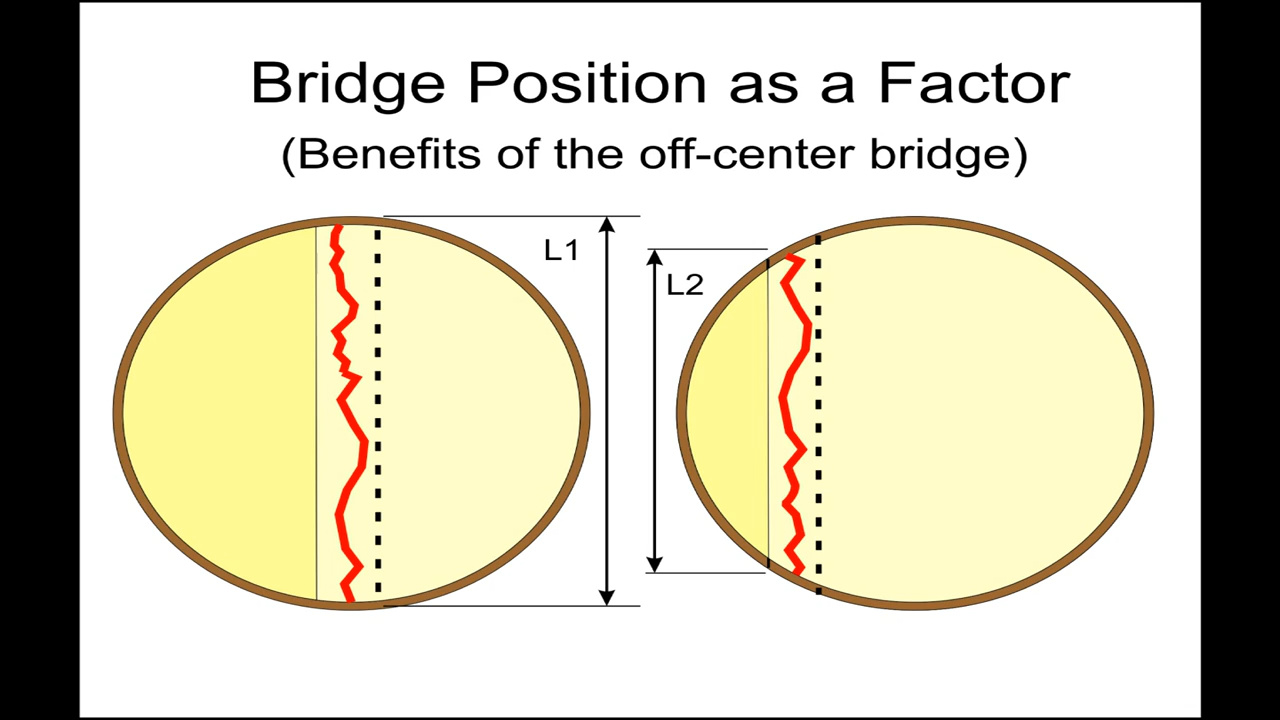 Bridge Position as a Factor
(Benefits of the off-center bridge)
L1
L2